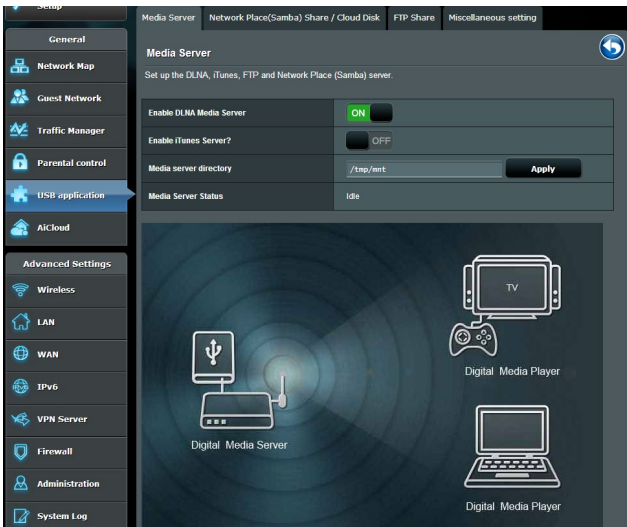 Setup
General
Network Map
Guest Network
Traffic Manager
Parental control
USB application
AiCloud
Advanced Settings
Wireless
LAN
WAN
IPv6
VPN Server
Firewall
Administration
System Log
Media Server
Network Place(Samba) Share / Cloud Disk
FTP Share
Miscellaneous setting
Media Server
Set up the DLNA, iTunes, FTP and Network Place (Samba) server.
Enable DLNA Media Server
ON
Enable iTunes Server?
OFF
Media server directory
/tmp/mnt
Apply
Media Server Status
Idle
TV
Digital Media Player
Digital Media Server
Digital Media Player